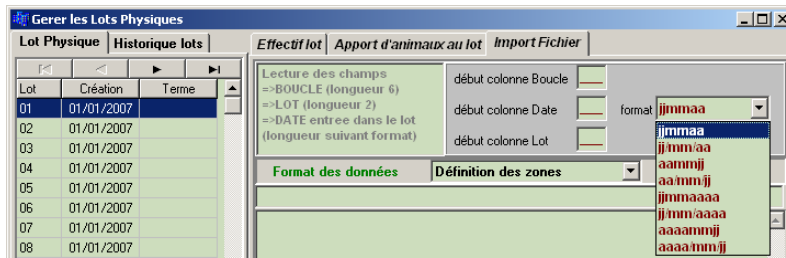 Gerer les Lots Physiques
Lot Physique Historique lots
Effectif lot Apport d'animaux au lot Import Fichier
Lot Création Terme
01 01/01/2007
02 01/01/2007
03 01/01/2007
04 01/01/2007
05 01/01/2007
06 01/01/2007
07 01/01/2007
08 01/01/2007
Lecture des champs
=>BOUCLE (longueur 6)
=>LOT (longueur 2)
=>DATE entree dans le lot
(longueur suivant format)
début colonne Boucle
début colonne Date
début colonne Lot
format jjmmaa
jjmmaa
jj/mm/aa
aammjj
aa/mm/jj
jjmmaaaa
jj/mm/aaaa
aaaammjj
aaaa/mm/jj
Format des données Définition des zones